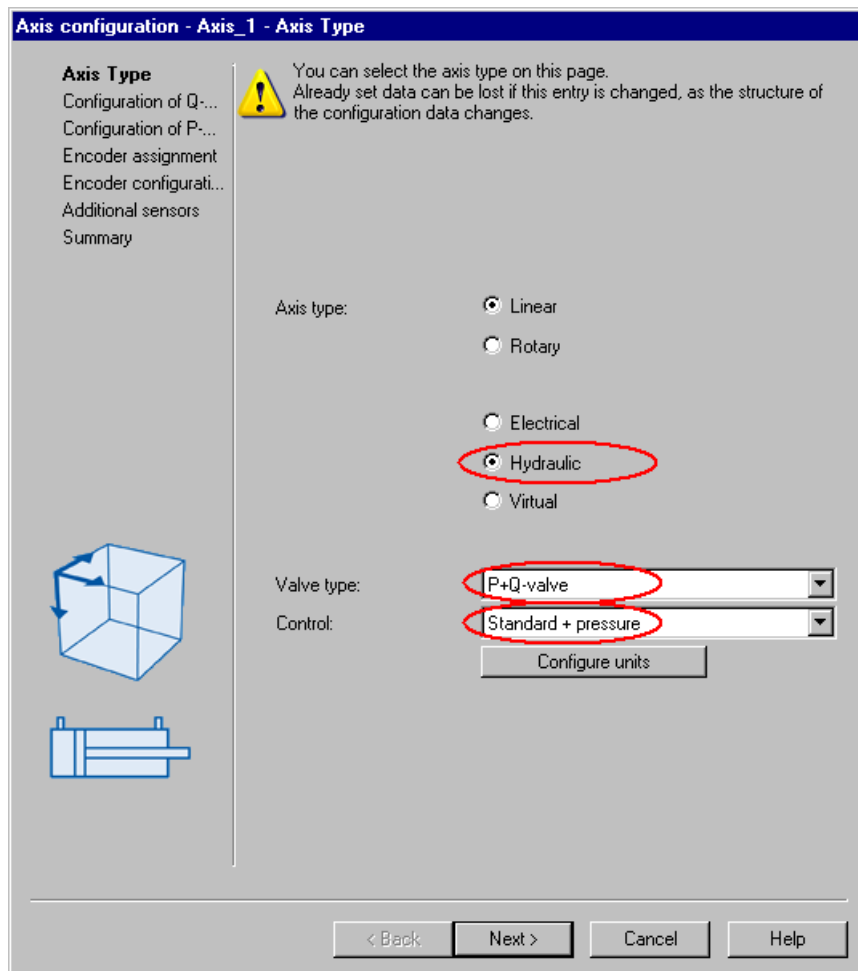 Axis configuration - Axis_1 - Axis Type
Axis Type
Configuration of Q-...
Configuration of P-...
Encoder assignment
Encoder configurati...
Additional sensors
Summary
You can select the axis type on this page.
Already set data can be lost if this entry is changed, as the structure of
the configuration data changes.
Axis type:
Linear
Rotary
Electrical
Hydraulic
Virtual
Valve type:
P+Q-valve
Control:
Standard + pressure
Configure units
< Back
Next >
Cancel
Help